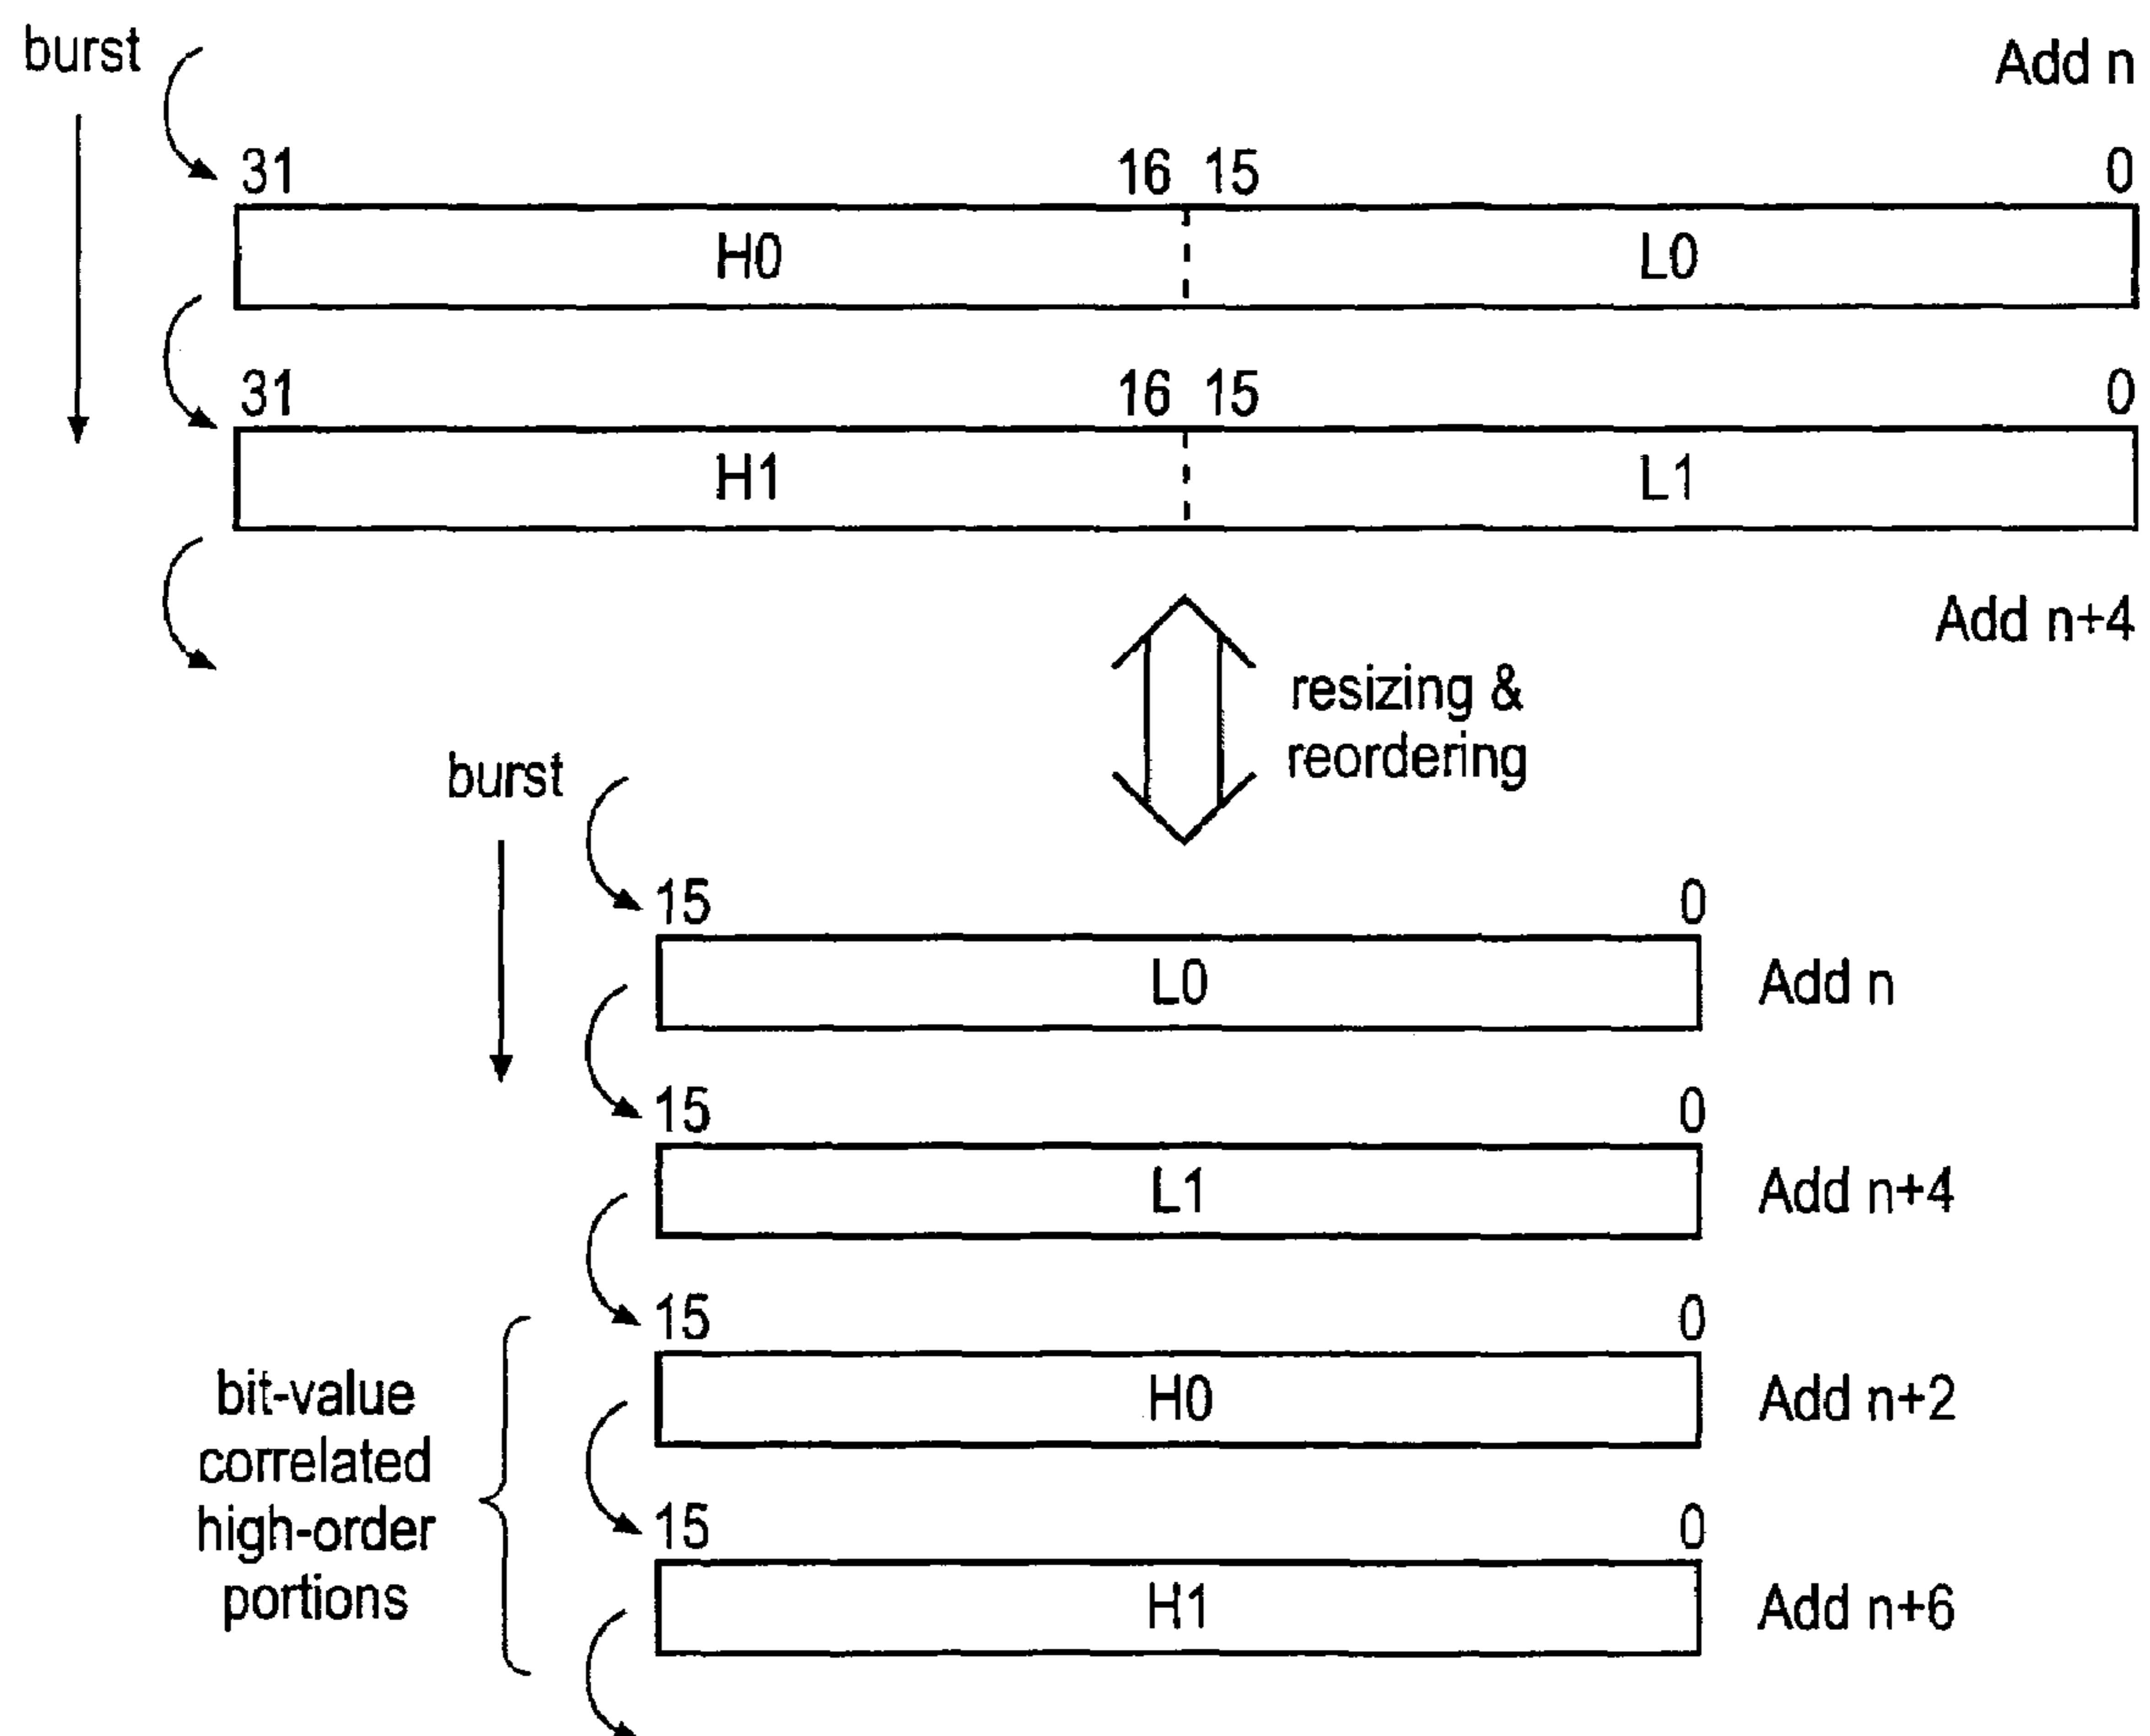 burst
Add n
31 16 15 0
H0 L0
31 16 15 0
H1 L1
Add n+4
resizing &
reordering
burst
15 0
L0 Add n
15 0
L1 Add n+4
15 0
H0 Add n+2
bit-value
correlated
high-order
portions
15 0
H1 Add n+6